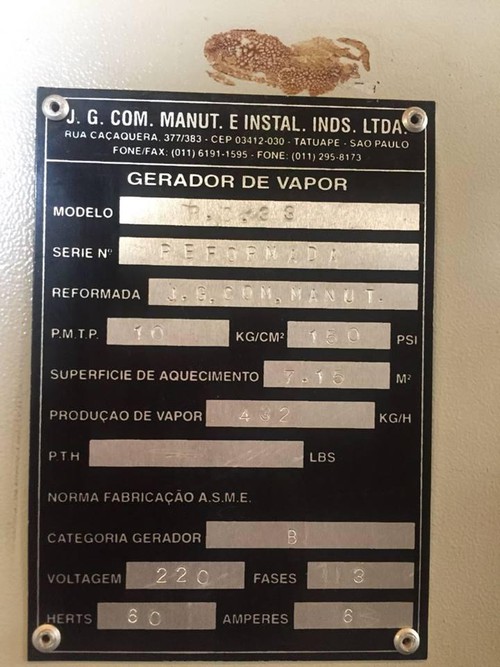 J. G. COM. MANUT. E INSTAL. INDS. LTDA.
RUA CAÇAQUERA, 377/383 - CEP 03412-030 - TATUAPE - SAO PAULO
FONE/FAX: (011) 6191-1595 - FONE: (011) 295-8173
GERADOR DE VAPOR
MODELO
SERIE Nº REFORMADA
REFORMADA J.G.COM.MANUT.
P.M.T.P. 10 KG/CM² 150 PSI
SUPERFICIE DE AQUECIMENTO 7.15 M²
PRODUÇAO DE VAPOR 432 KG/H
P.T.H -- LBS
NORMA FABRICAÇÃO A.S.M.E.
CATEGORIA GERADOR B
VOLTAGEM 220 FASES 3
HERTS 60 AMPERES 6